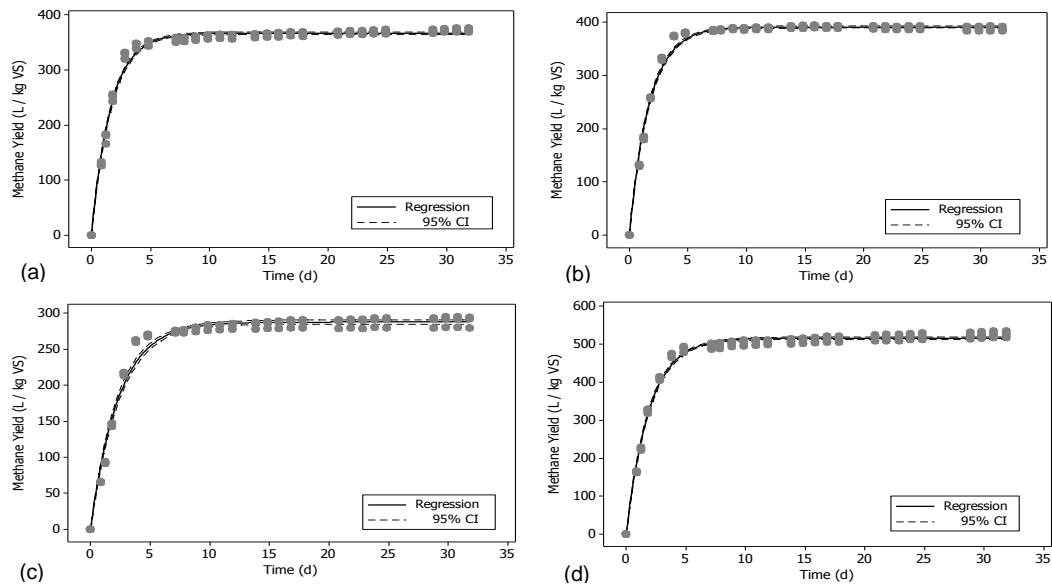 400
300
200
100
0
Methane Yield (L / kg VS)
Regression
95% CI
0 5 10 15 20 25 30 35
Time (d)
(a)
400
300
200
100
0
Methane Yield (L / kg VS)
Regression
95% CI
0 5 10 15 20 25 30 35
Time (d)
(b)
300
250
200
150
100
50
0
Methane Yield (L / kg VS)
Regression
95% CI
0 5 10 15 20 25 30 35
Time (d)
(c)
600
500
400
300
200
100
0
Methane Yield (L / kg VS)
Regression
95% CI
0 5 10 15 20 25 30 35
Time (d)
(d)